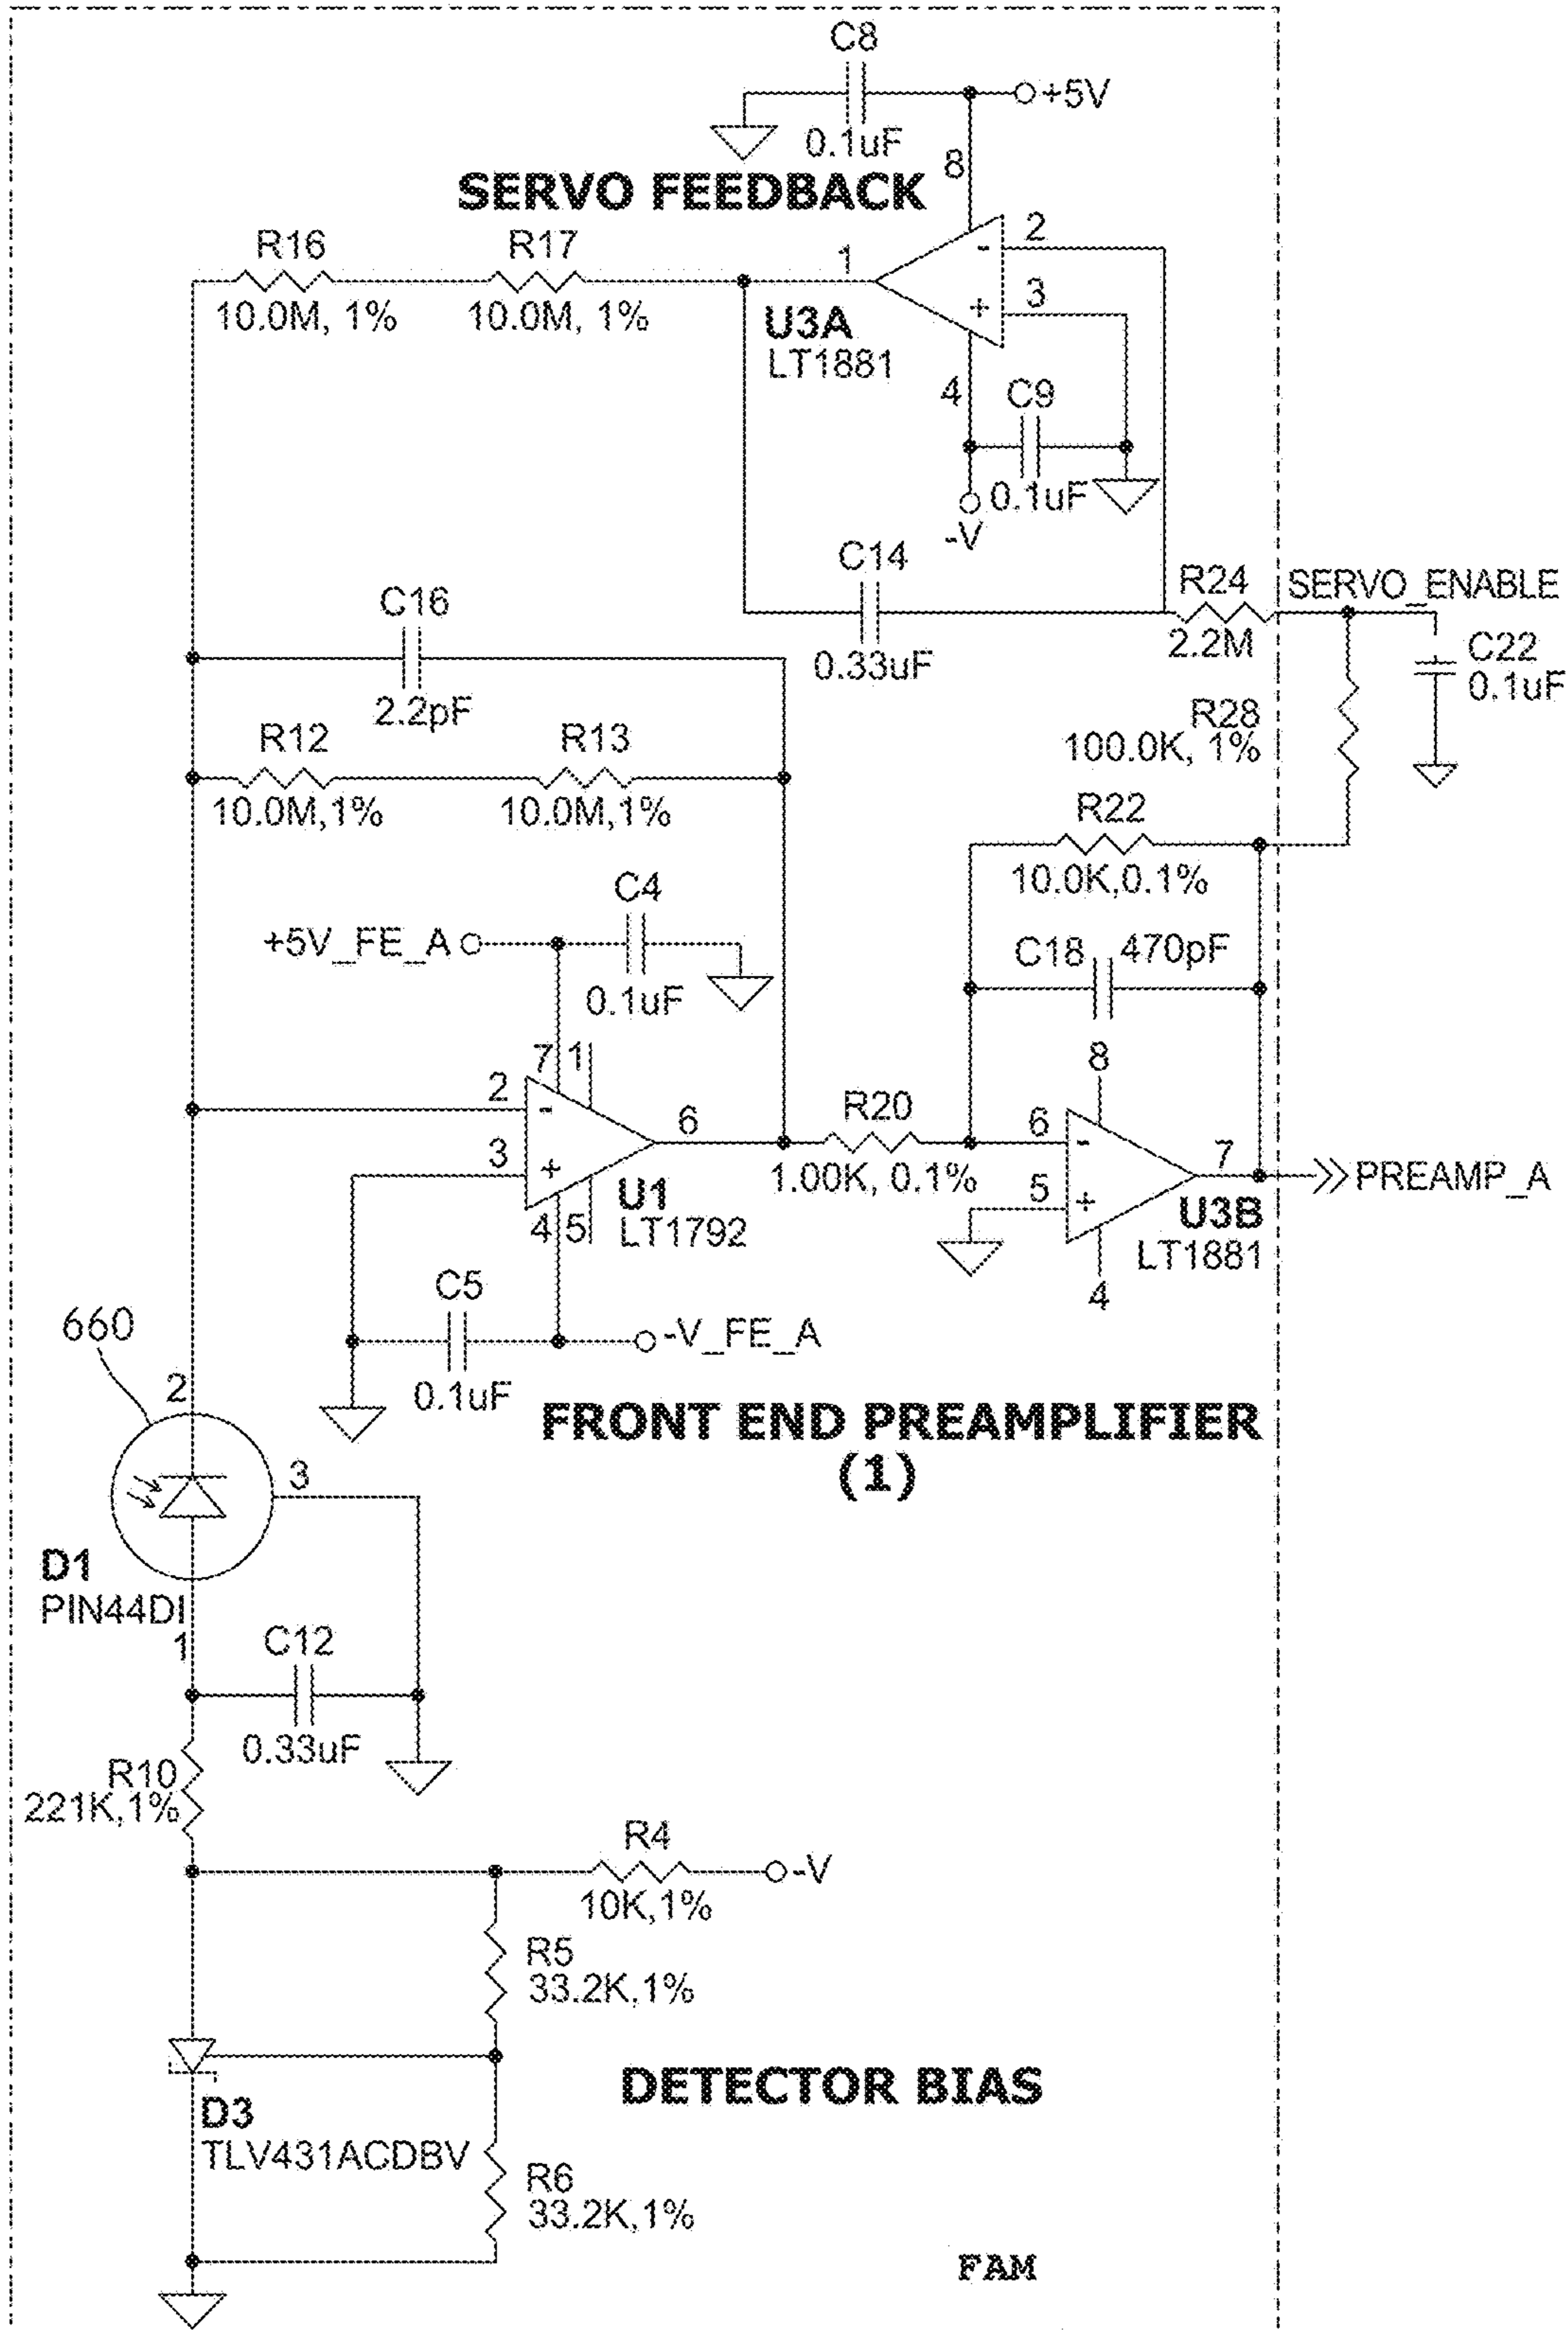 C8
+5V
0.1uF
8
SERVO FEEDBACK
R16
R17
1
-
2
10.0M, 1%
10.0M, 1%
+
3
U3A
LT1881
4
C9
0.1uF
-V
C14
R24
SERVO_ENABLE
C16
2.2M
0.33uF
C22
0.1uF
2.2pF
R28
100.0K, 1%
R12
R13
10.0M,1%
10.0M,1%
R22
10.0K,0.1%
C4
+5V_FE_A
C18
470pF
0.1uF
7
1
8
2
-
R20
6
6
-
3
+
1.00K, 0.1%
5
+
7
PREAMP_A
U1
U3B
4
5
LT1792
LT1881
C5
4
660
-V_FE_A
2
0.1uF
FRONT END PREAMPLIFIER
(1)
3
D1
PIN44DI
1
C12
0.33uF
R10
221K,1%
R4
-V
10K,1%
R5
33.2K,1%
DETECTOR BIAS
D3
TLV431ACDBV
R6
33.2K,1%
FAM